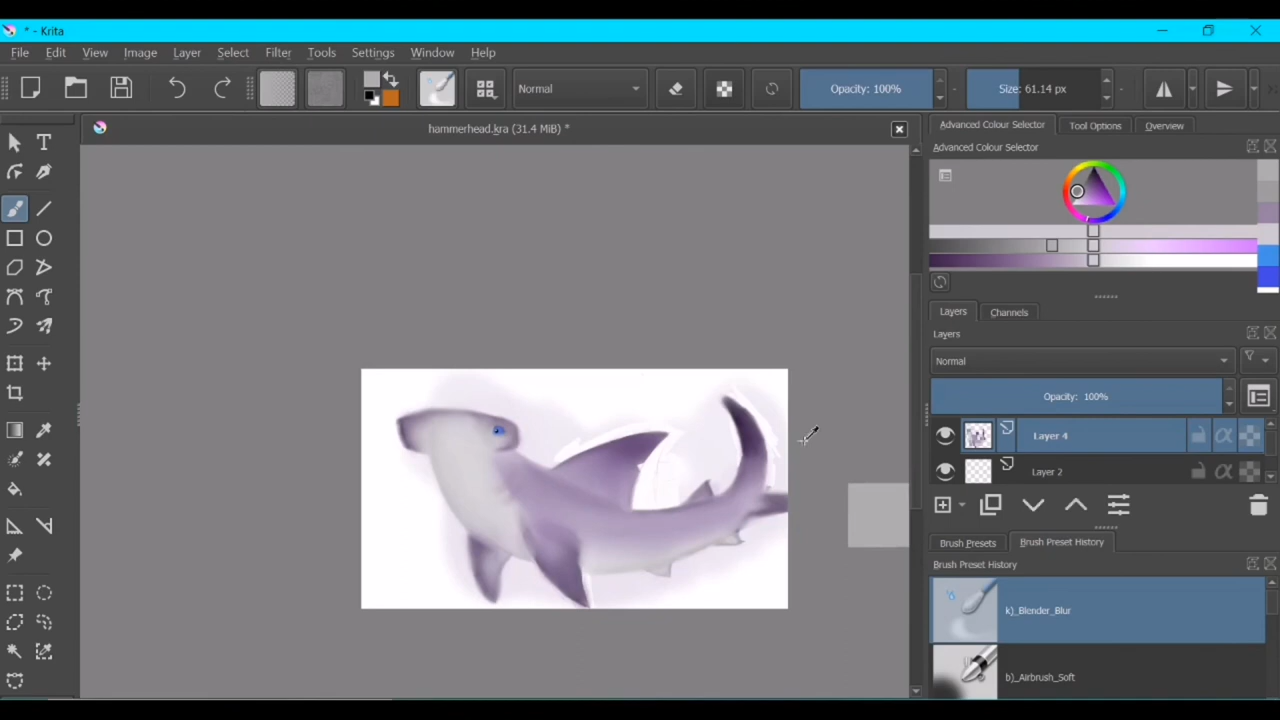 * - Krita
File Edit View Image Layer Select Filter Tools Settings Window Help
Normal
Opacity: 100%
Size: 61.14 px
hammerhead.kra (31.4 MiB) *
Advanced Colour Selector Tool Options Overview
Advanced Colour Selector
Layers Channels
Layers
Normal
Opacity: 100%
Layer 4
Layer 2
Brush Presets Brush Preset History
Brush Preset History
k)_Blender_Blur
b)_Airbrush_Soft